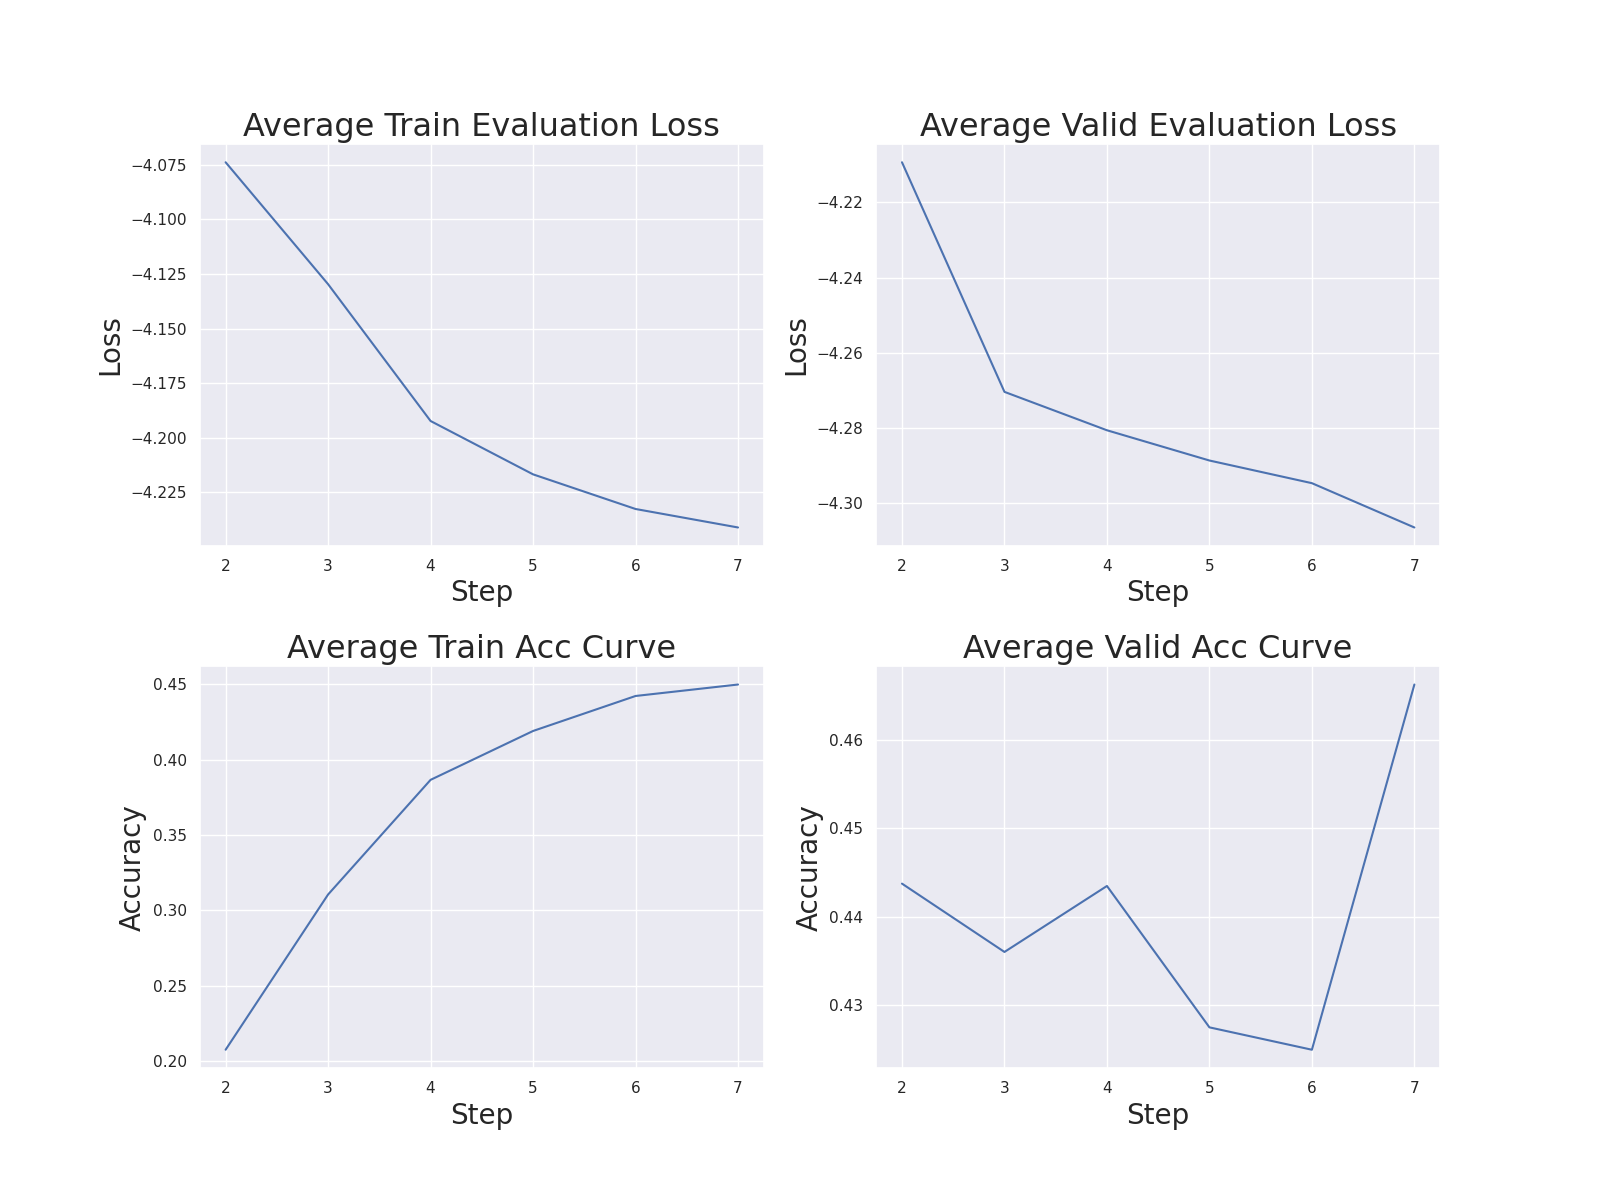 Average Train Evaluation Loss
Average Valid Evaluation Loss
Loss
−4.075
−4.100
−4.125
−4.150
−4.175
−4.200
−4.225
2 3 4 5 6 7
Step
Loss
−4.22
−4.24
−4.26
−4.28
−4.30
2 3 4 5 6 7
Step
Average Train Acc Curve
Average Valid Acc Curve
Accuracy
0.45
0.40
0.35
0.30
0.25
0.20
2 3 4 5 6 7
Step
Accuracy
0.46
0.45
0.44
0.43
2 3 4 5 6 7
Step